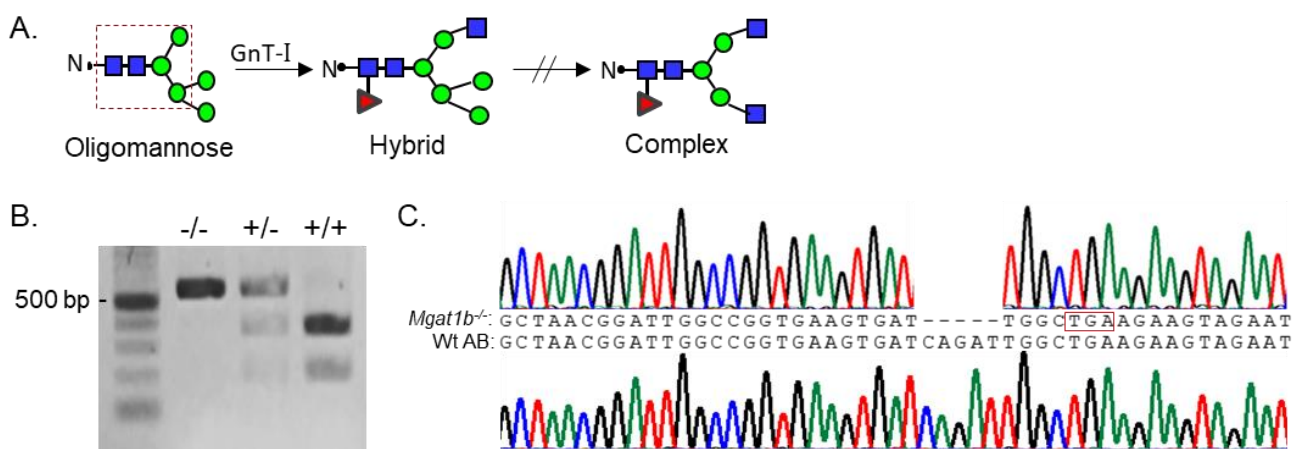 A.
N
GnT-I
N
N
Oligomannose
Hybrid
Complex
B.
-/-
+/-
+/+
500 bp -
C.
Mgat1b-/-: GCTAACGGATTGGCCGGTGAAGTGAT-----TGGCTGAAGAAGTAGAAT
Wt AB: GCTAACGGATTGGCCGGTGAAGTGATCAGATTGGCTGAAGAAGTAGAAT